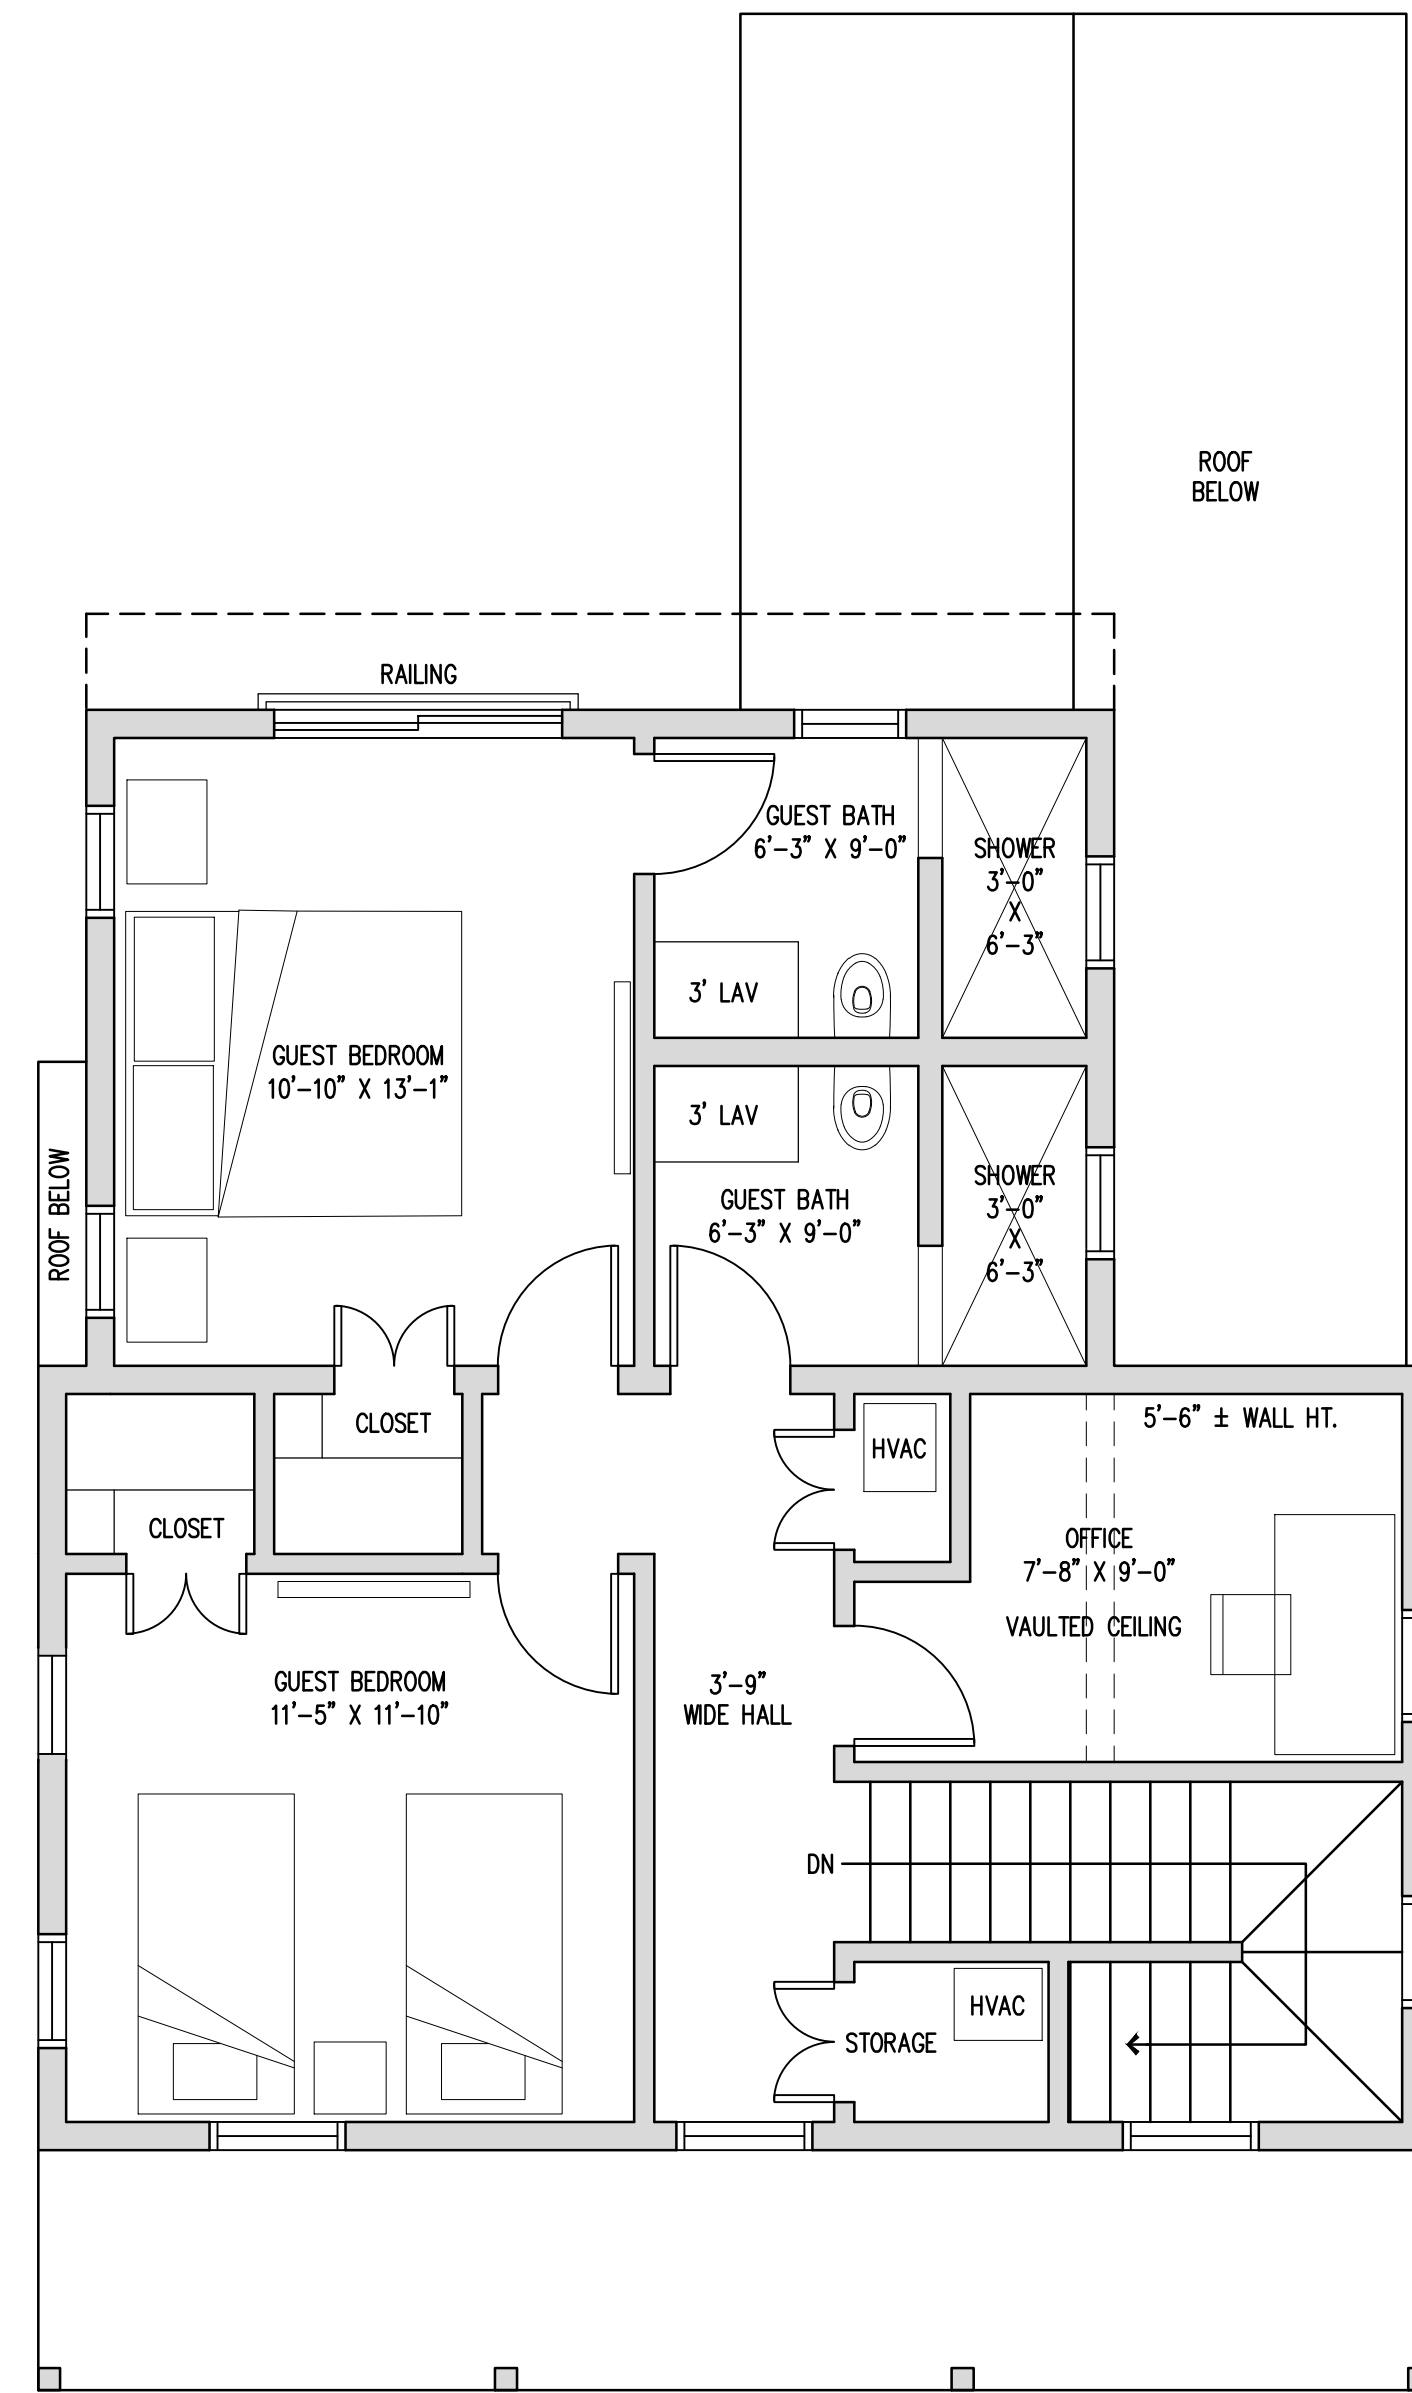 ROOF
BELOW
RAILING
GUEST BATH
6'-3" X 9'-0"
SHOWER
3'-0"
X
6'-3"
3' LAV
GUEST BEDROOM
10'-10" X 13'-1"
3' LAV
ROOF BELOW
GUEST BATH
6'-3" X 9'-0"
SHOWER
3'-0"
X
6'-3"
CLOSET
5'-6" ± WALL HT.
HVAC
CLOSET
OFFICE
7'-8" X 9'-0"
VAULTED CEILING
GUEST BEDROOM
11'-5" X 11'-10"
3'-9"
WIDE HALL
DN
HVAC
STORAGE